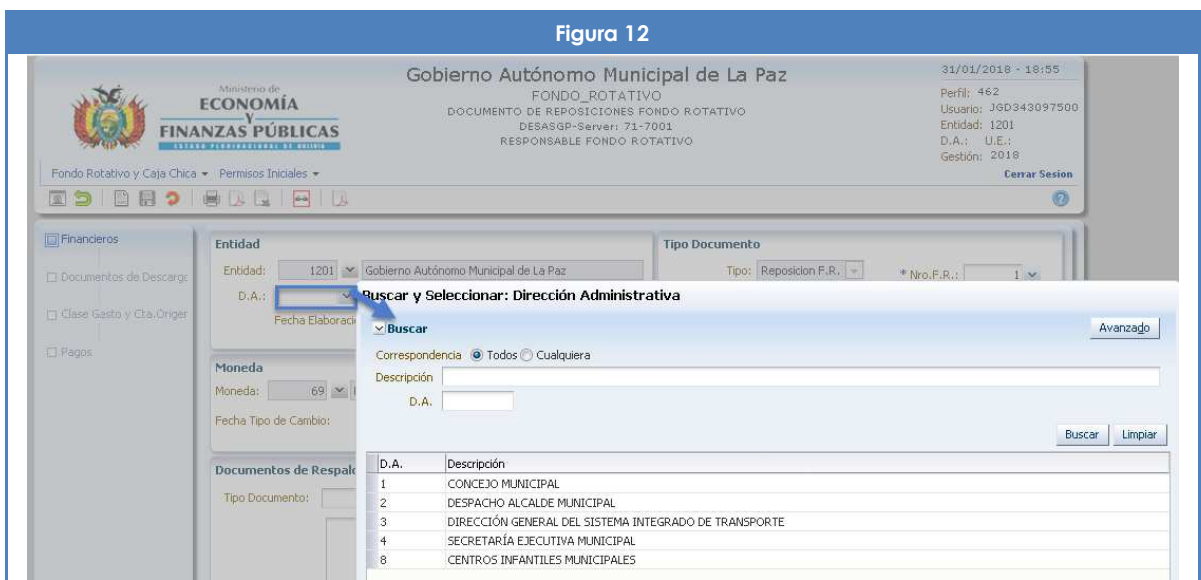 Figura 12
Ministerio de
ECONOMÍA
Y
FINANZAS PÚBLICAS
ESTADO PLURINACIONAL DE BOLIVIA
Gobierno Autónomo Municipal de La Paz
FONDO_ROTATIVO
DOCUMENTO DE REPOSICIONES FONDO ROTATIVO
DESASGP-Server: 71-7001
RESPONSABLE FONDO ROTATIVO
31/01/2018 - 18:55
Perfil: 462
Usuario: JGD343097500
Entidad: 1201
D.A.: U.E.:
Gestión: 2018
Cerrar Sesion
Fondo Rotativo y Caja Chica Permisos Iniciales
Financieros
Documentos de Descargo
Clase Gasto y Cta.Origen
Pagos
Entidad
Entidad: 1201 Gobierno Autónomo Municipal de La Paz
D.A.:
Fecha Elaboraci
Tipo Documento
Tipo: Reposicion F.R. * Nro.F.R.: 1
Moneda
Moneda: 69
Fecha Tipo de Cambio:
Documentos de Respald
Tipo Documento:
Buscar y Seleccionar: Dirección Administrativa
Buscar
Avanzado
Correspondencia Todos Cualquiera
Descripción
D.A.
Buscar Limpiar
D.A. Descripción
1 CONCEJO MUNICIPAL
2 DESPACHO ALCALDE MUNICIPAL
3 DIRECCIÓN GENERAL DEL SISTEMA INTEGRADO DE TRANSPORTE
4 SECRETARÍA EJECUTIVA MUNICIPAL
8 CENTROS INFANTILES MUNICIPALES